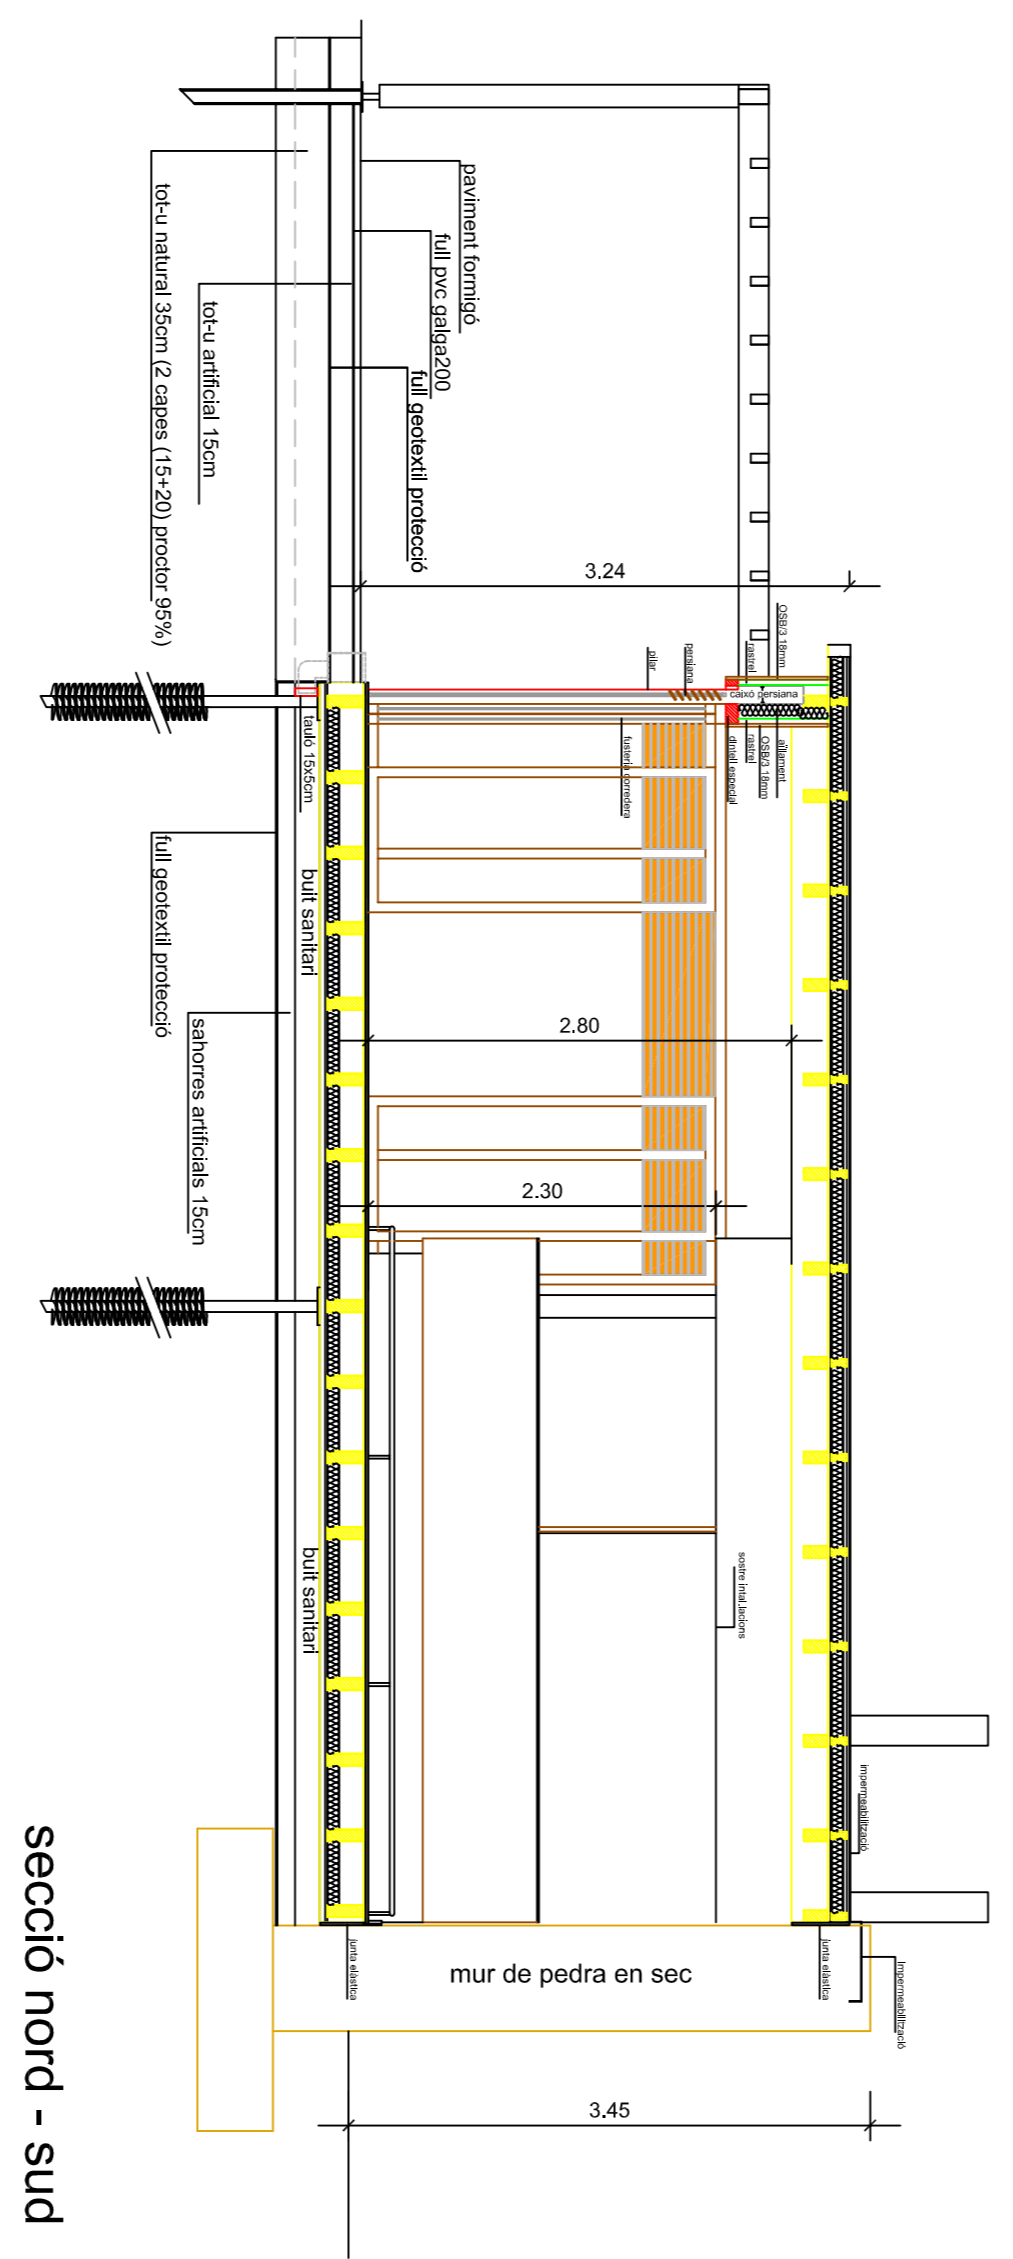 paviment formigó
full pvc galga200
full geotextil protecció
tot-u artificial 15cm
tot-u natural 35cm (2 capes (15+20) proctor 95%)
3.24
OSB/3 18mm
rastrel
persiana
pilar
caixó persiana
aïllament
OSB/3 18mm
rastrel
dintell especial
fusteria corredera
tauló 15x5cm
buit sanitari
full geotextil protecció
sahorres artificials 15cm
2.80
2.30
sostre intal.lacions
buit sanitari
impermeabilització
junta elàstica
mur de pedra en sec
junta elàstica
Impermeabilització
3.45
secció nord - sud